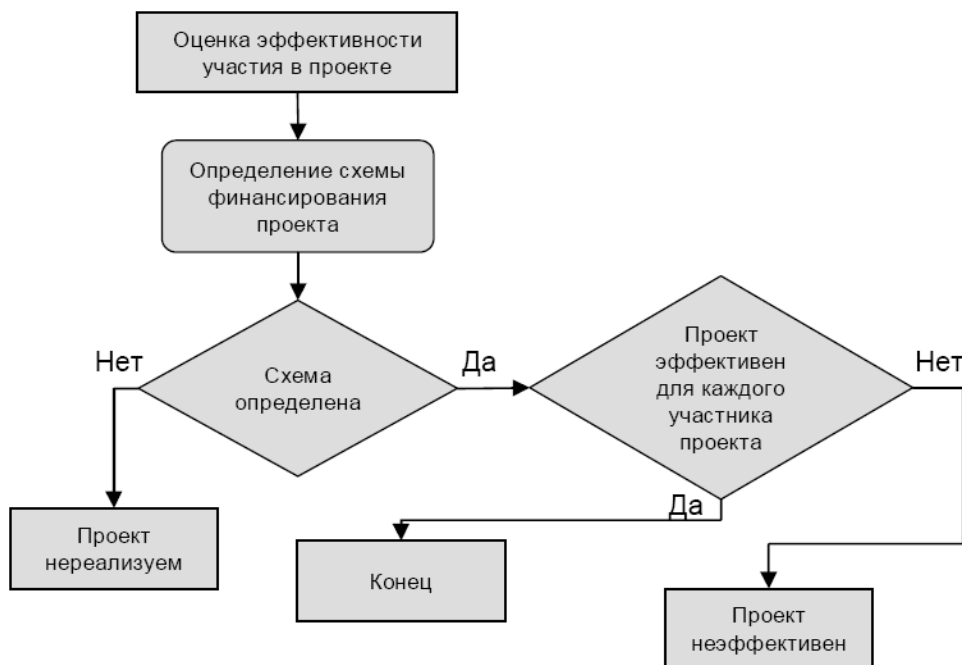 Оценка эффективности
участия в проекте
Определение схемы
финансирования
проекта
Нет
Схема
определена
Да
Проект
эффективен
для каждого
участника
проекта
Нет
Да
Проект
нереализуем
Конец
Проект
неэффективен